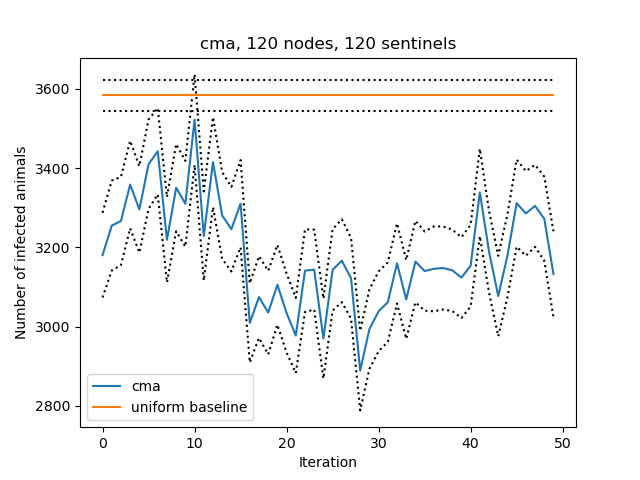 cma, 120 nodes, 120 sentinels
Number of infected animals
3600
3400
3200
3000
2800
cma
uniform baseline
0 10 20 30 40 50
Iteration